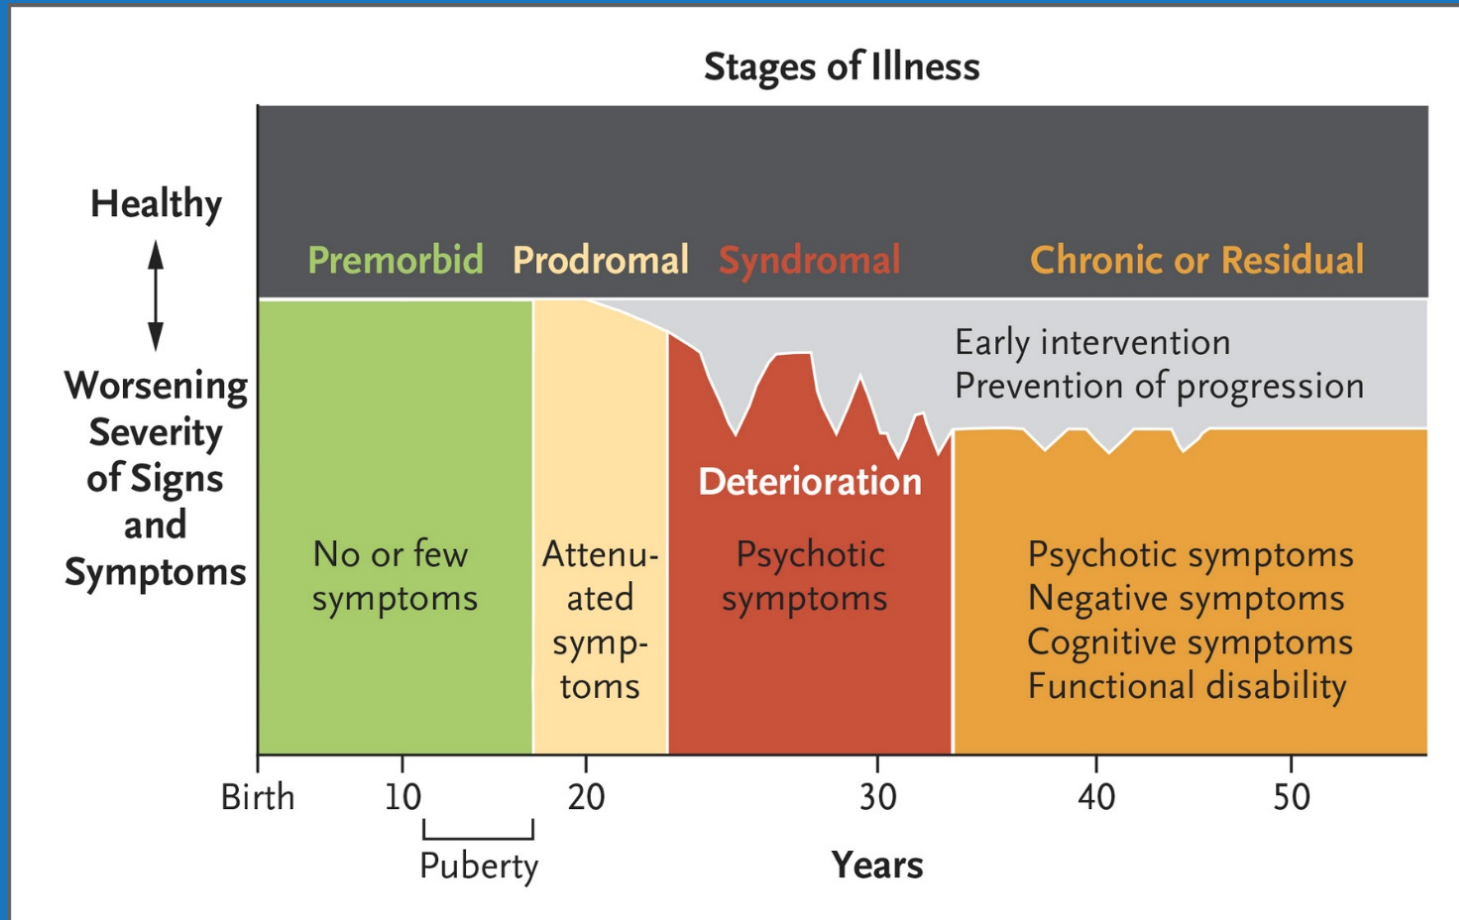 Stages of Illness
Healthy
Premorbid
Prodromal
Syndromal
Chronic or Residual
Early intervention
Prevention of progression
Worsening
Severity
of Signs
and
Symptoms
Deterioration
No or few
symptoms
Attenu-
ated
symp-
toms
Psychotic
symptoms
Psychotic symptoms
Negative symptoms
Cognitive symptoms
Functional disability
Birth
10
20
30
40
50
Puberty
Years